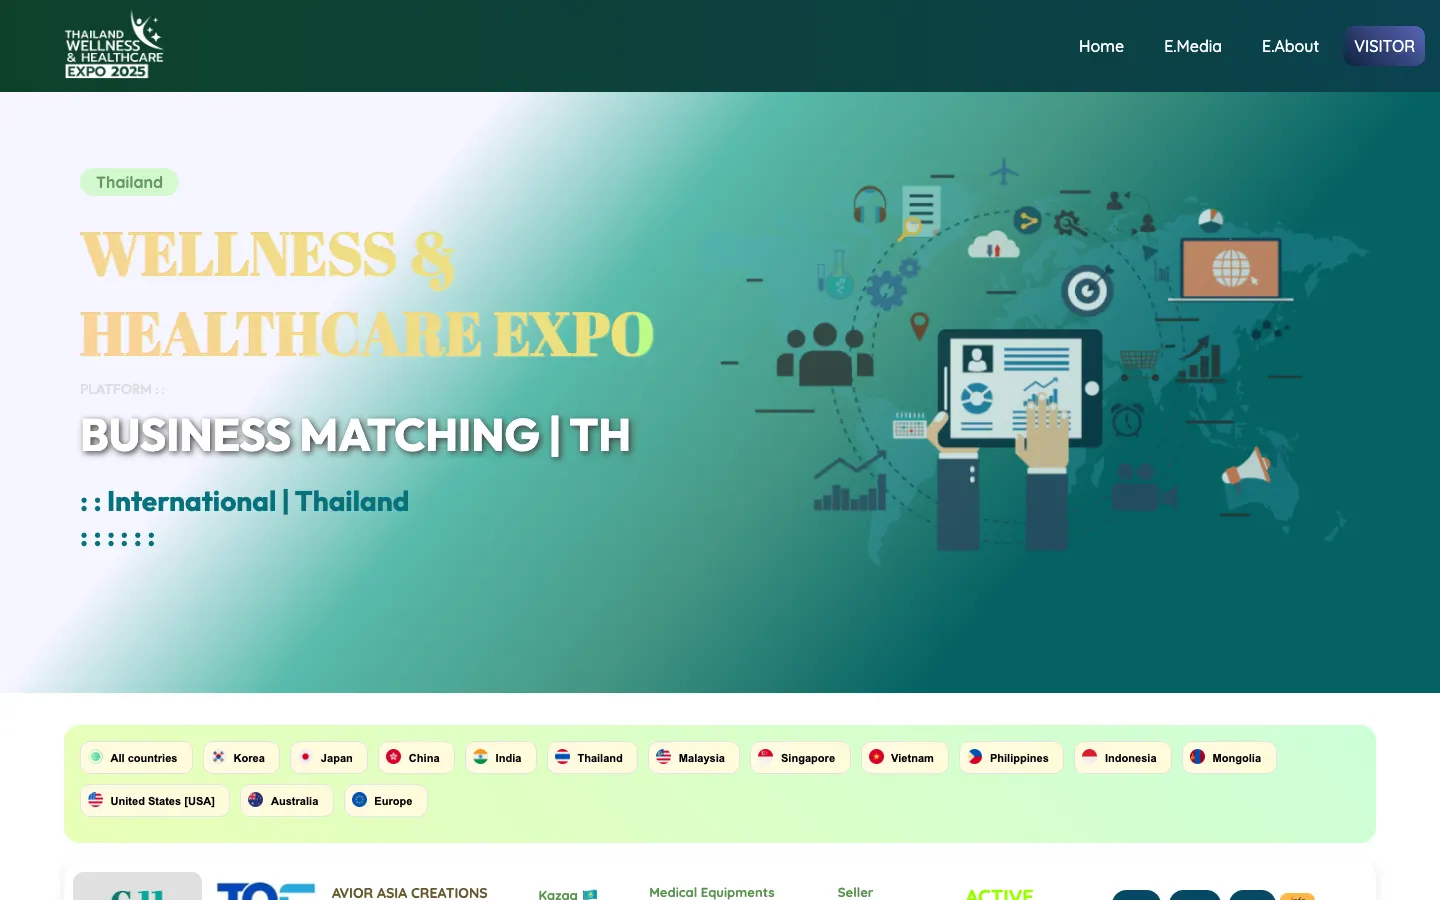 THAILAND
WELLNESS
& HEALTHCARE
EXPO 2025
Home
E.Media
E.About
VISITOR
Thailand
WELLNESS &
HEALTHCARE EXPO
PLATFORM : :
BUSINESS MATCHING | TH
: : International | Thailand
: : : : : :
All countries
Korea
Japan
China
India
Thailand
Malaysia
Singapore
Vietnam
Philippines
Indonesia
Mongolia
United States [USA]
Australia
Europe
AVIOR ASIA CREATIONS
Kazaq
Medical Equipments
Seller
ACTIVE